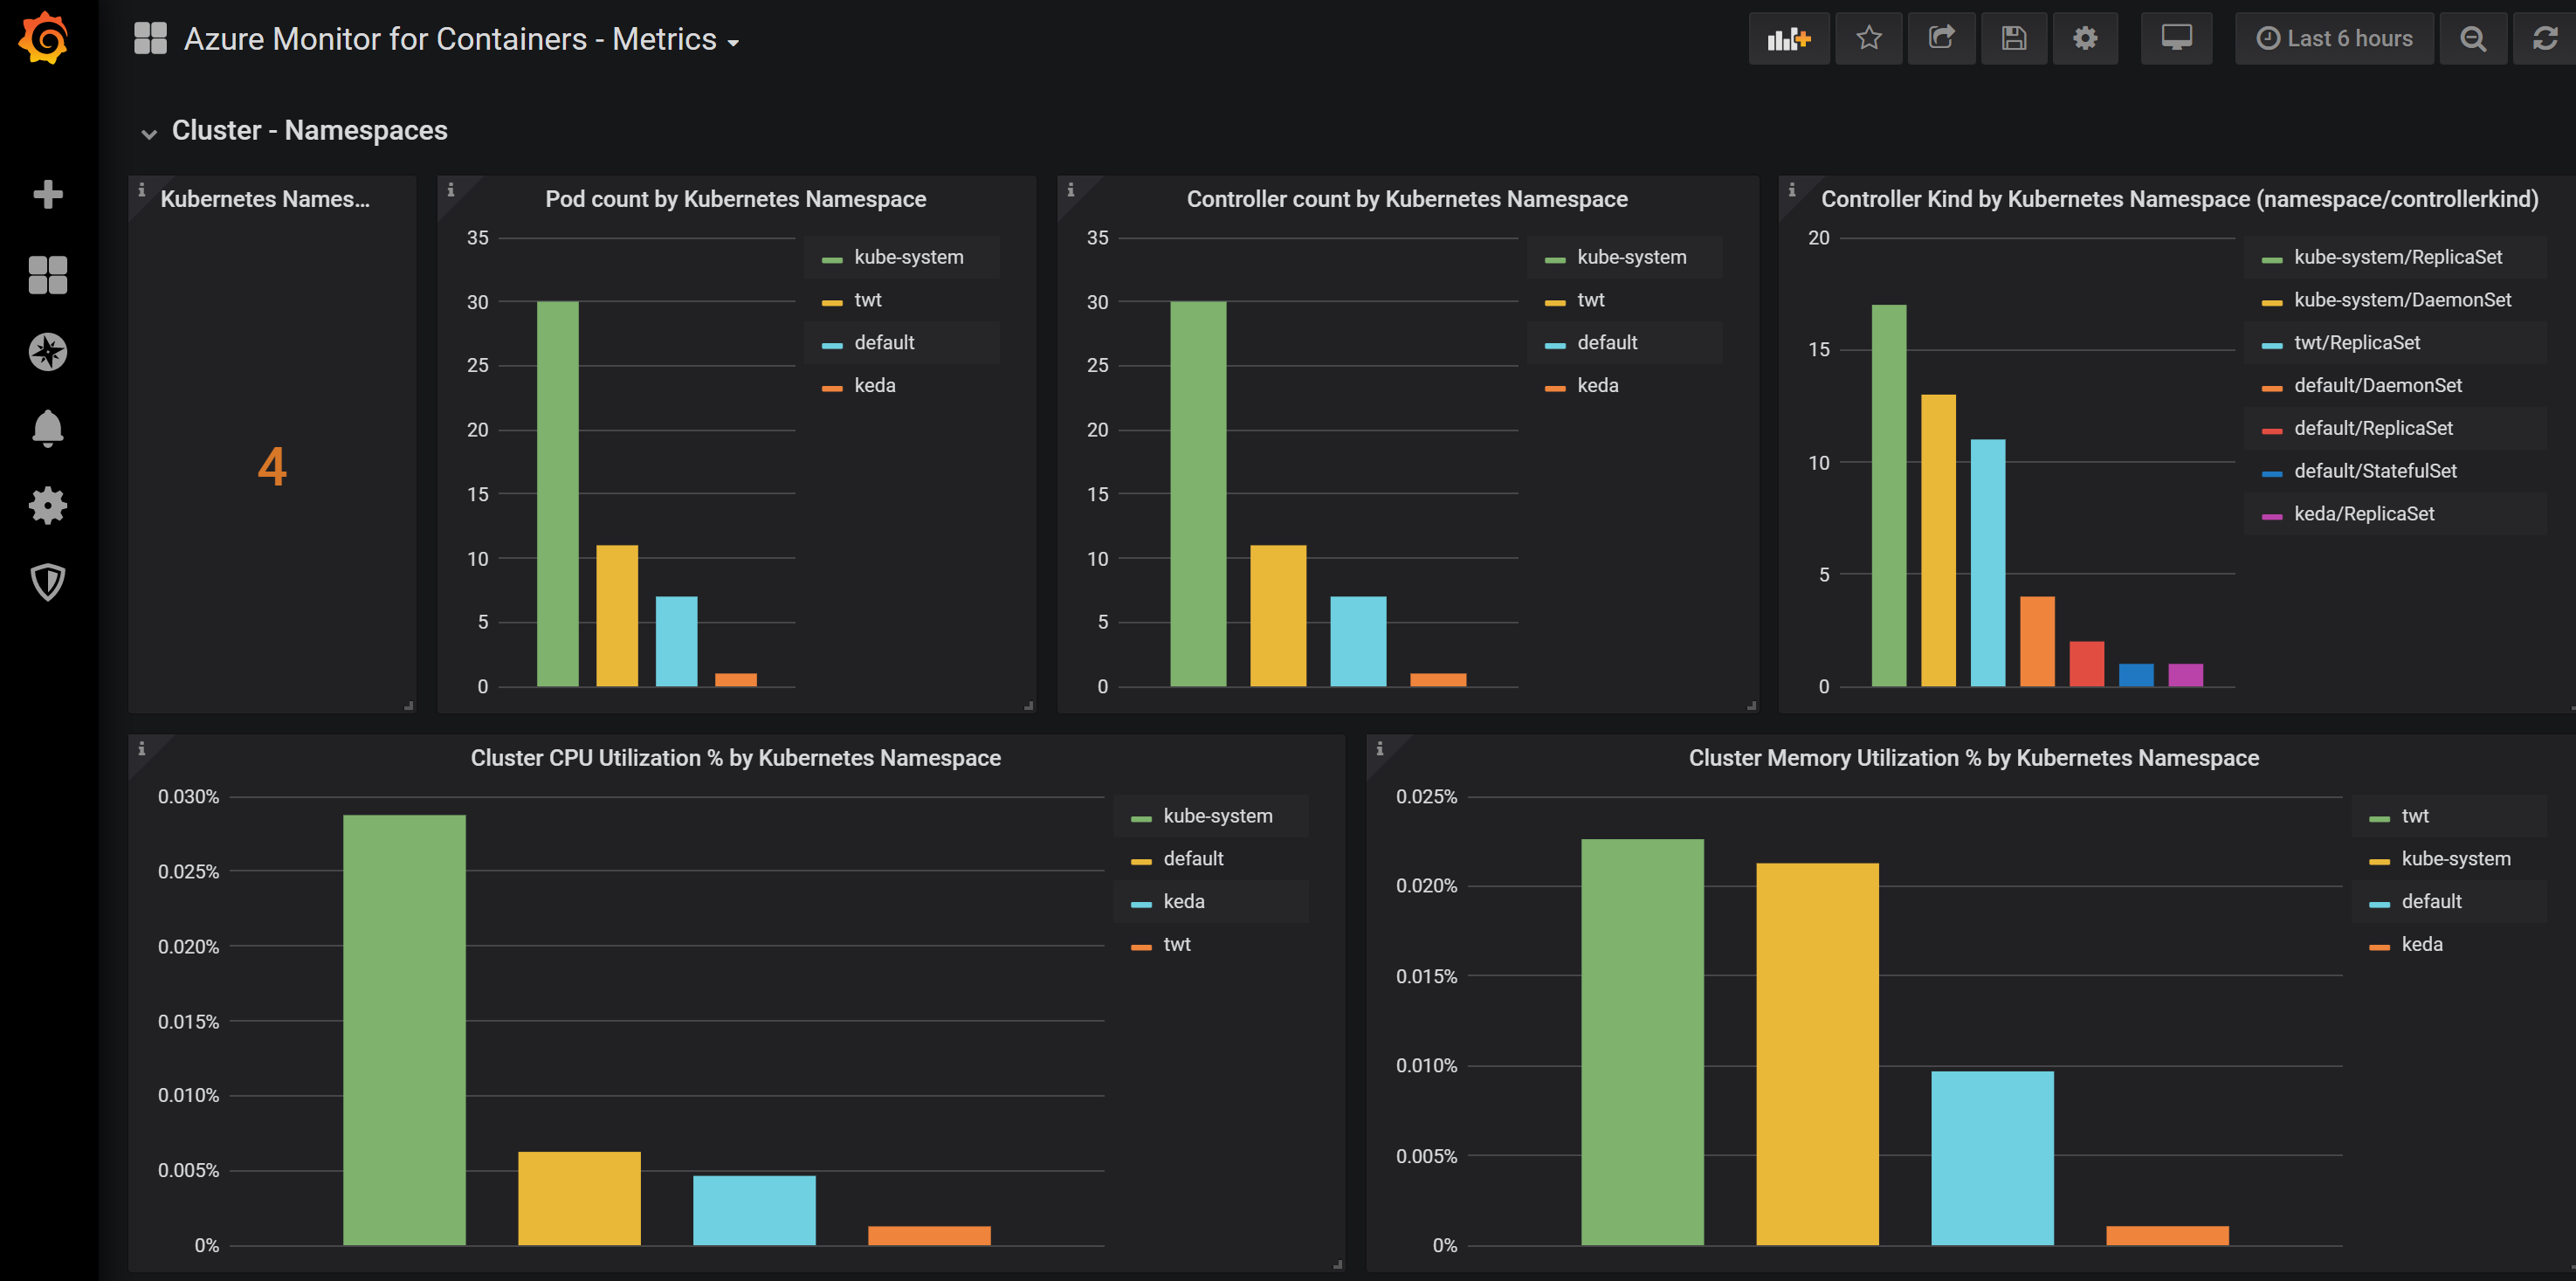 Azure Monitor for Containers - Metrics
Last 6 hours
Cluster - Namespaces
Kubernetes Names...
4
Pod count by Kubernetes Namespace
35
30
25
20
15
10
5
0
kube-system
twt
default
keda
Controller count by Kubernetes Namespace
35
30
25
20
15
10
5
0
kube-system
twt
default
keda
Controller Kind by Kubernetes Namespace (namespace/controllerkind)
20
15
10
5
0
kube-system/ReplicaSet
kube-system/DaemonSet
twt/ReplicaSet
default/DaemonSet
default/ReplicaSet
default/StatefulSet
keda/ReplicaSet
Cluster CPU Utilization % by Kubernetes Namespace
0.030%
0.025%
0.020%
0.015%
0.010%
0.005%
0%
kube-system
default
keda
twt
Cluster Memory Utilization % by Kubernetes Namespace
0.025%
0.020%
0.015%
0.010%
0.005%
0%
twt
kube-system
default
keda